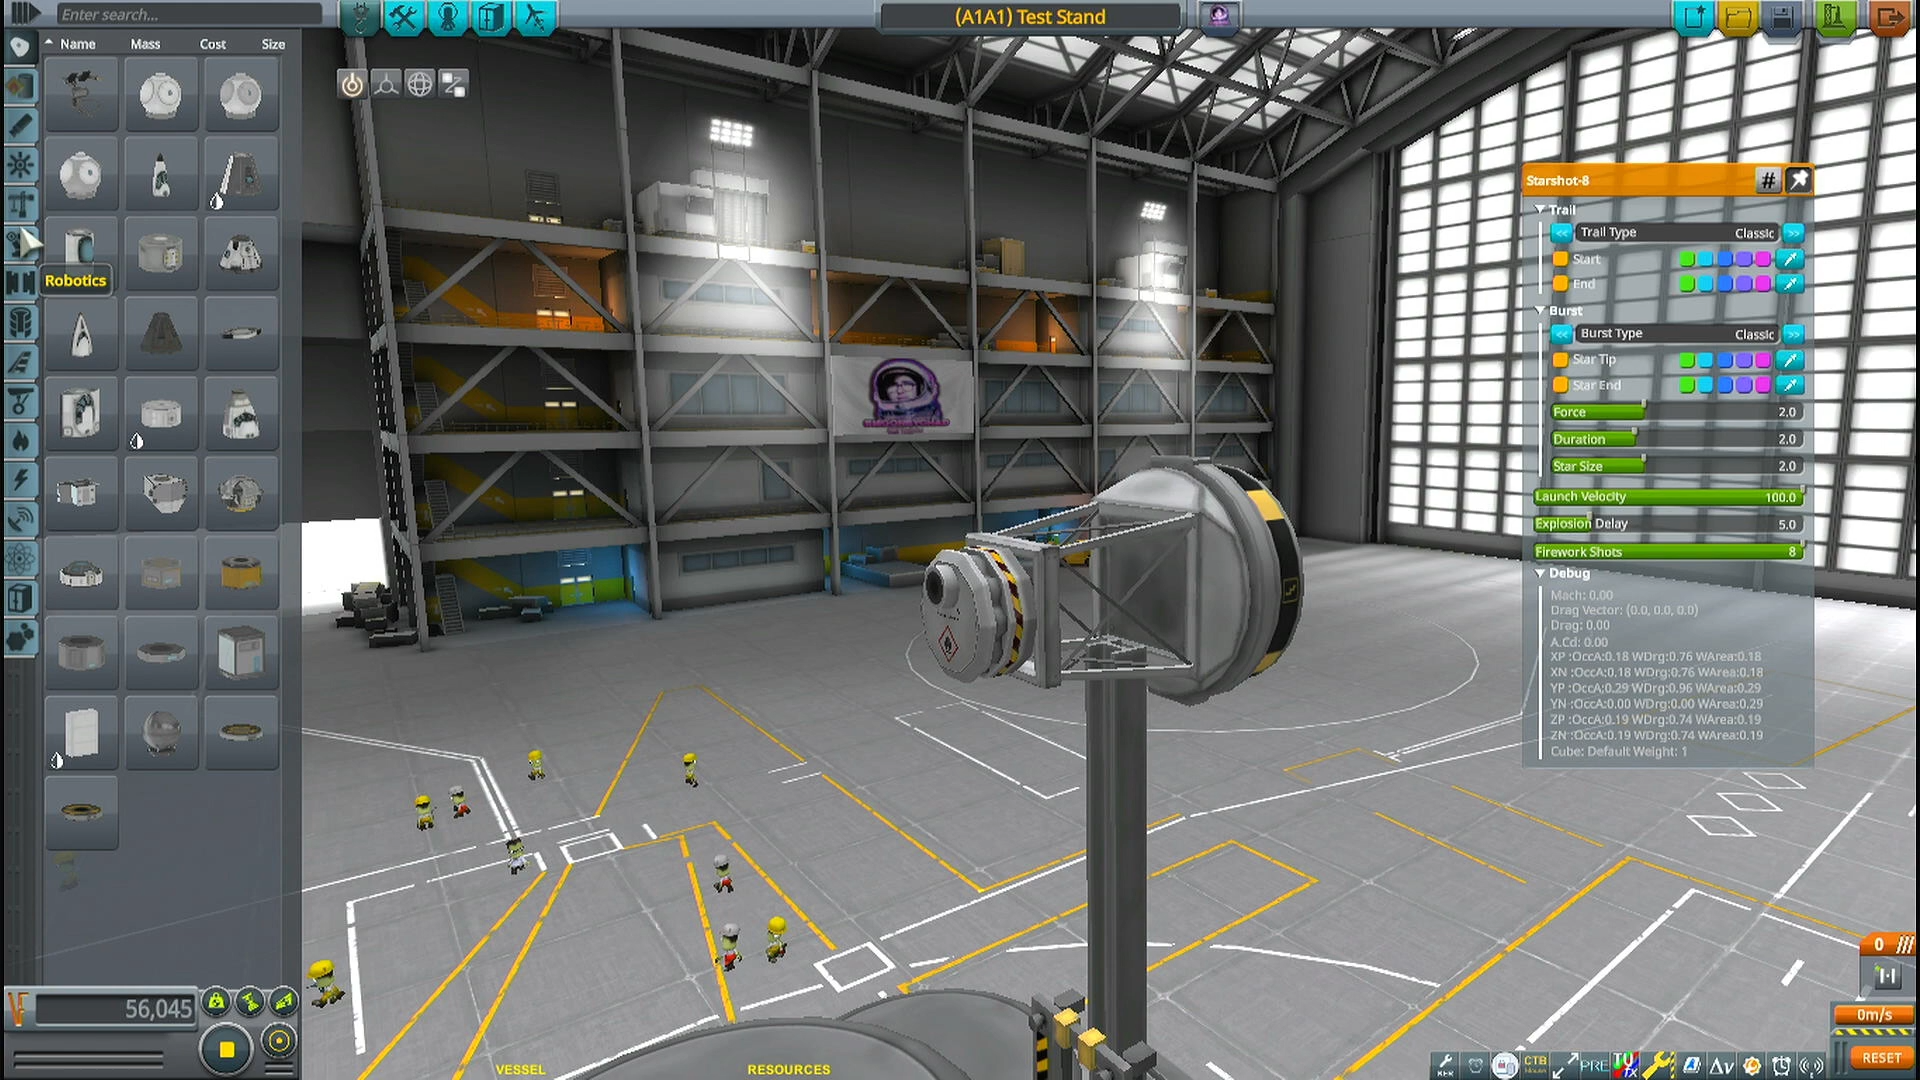 Enter search...
(A1A1) Test Stand
Name Mass Cost Size
Robotics
Starshot-8 #
Trail
<< Trail Type Classic >>
Start
End
Burst
<< Burst Type Classic >>
Star Tip
Star End
Force 2.0
Duration 2.0
Star Size 2.0
Launch Velocity 100.0
Explosion Delay 5.0
Firework Shots 8
Debug
Mach: 0.00
Drag Vector: (0.0, 0.0, 0.0)
Drag: 0.00
A.Cd: 0.00
XP :OccA:0.18 WDrg:0.76 WArea:0.18
XN :OccA:0.18 WDrg:0.76 WArea:0.18
YP :OccA:0.29 WDrg:0.96 WArea:0.29
YN :OccA:0.00 WDrg:0.00 WArea:0.29
ZP :OccA:0.19 WDrg:0.74 WArea:0.19
ZN :OccA:0.19 WDrg:0.74 WArea:0.19
Cube: Default Weight: 1
0
0m/s
56,045
VESSEL RESOURCES
KER CTB PRE TU TX Δv RESET